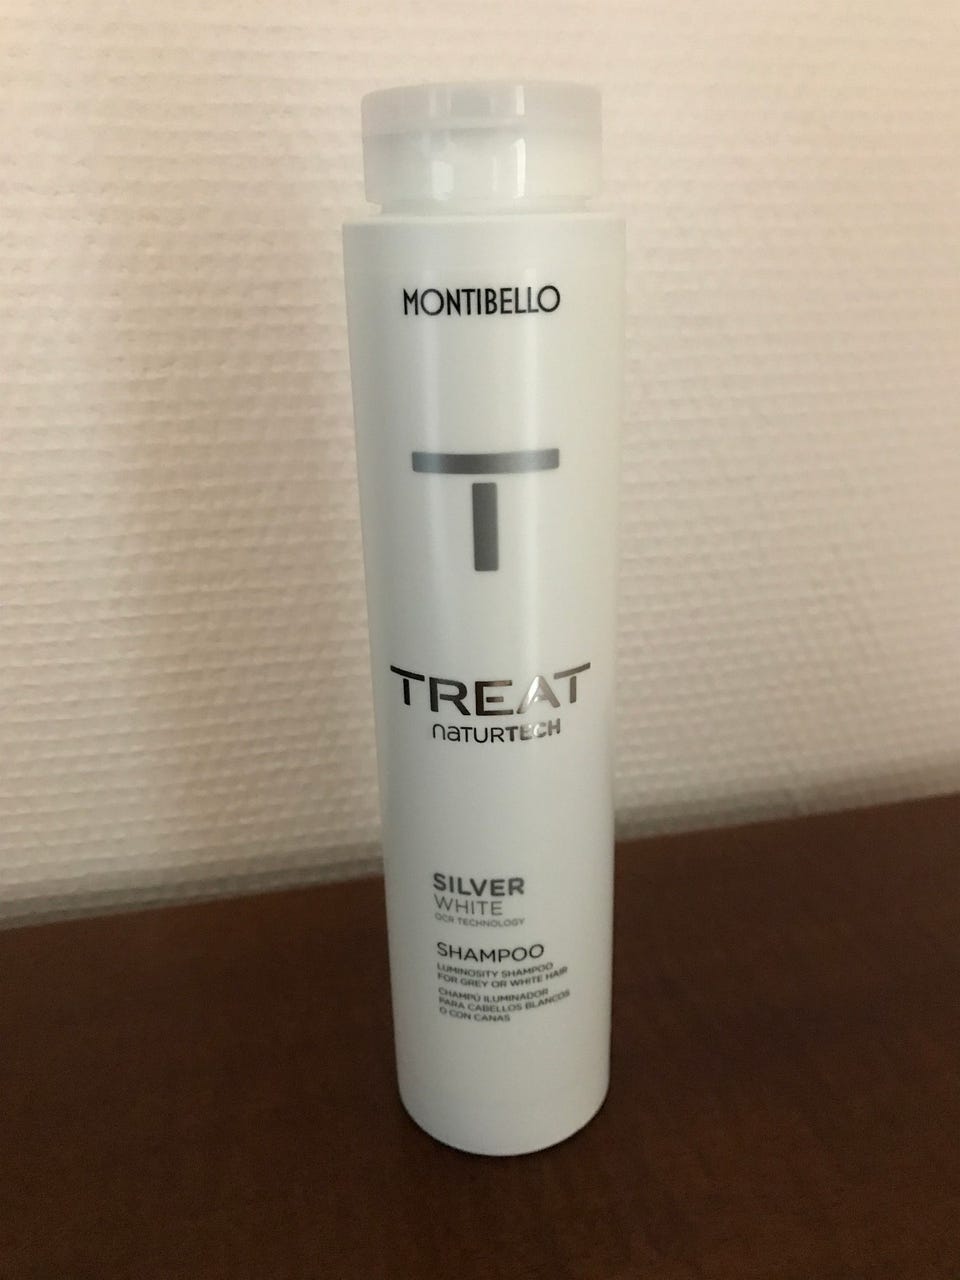 MONTIBELLO
T
TREAT
naTURTECH
SILVER
WHITE
QCR TECHNOLOGY
SHAMPOO
LUMINOSITY SHAMPOO
FOR GREY OR WHITE HAIR
CHAMPÚ ILUMINADOR
PARA CABELLOS BLANCOS
O CON CANAS